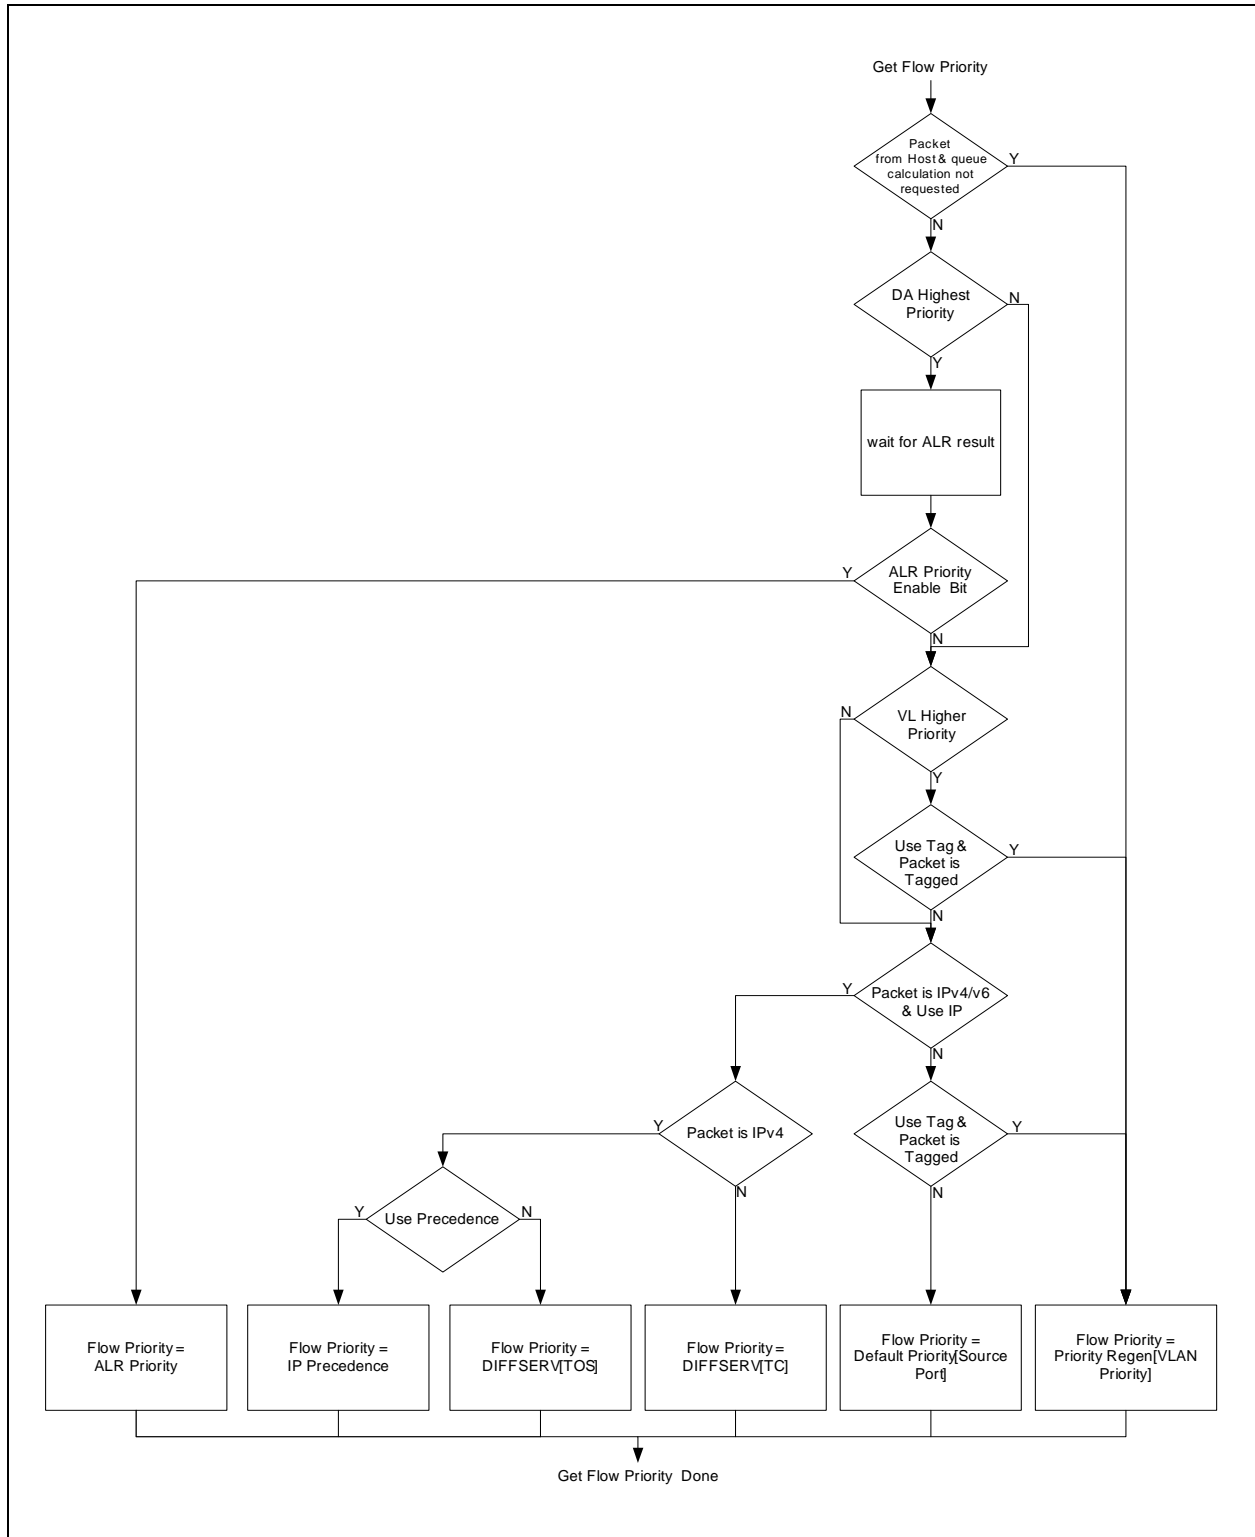 Get Flow Priority
Packet
from Host & queue
calculation not
requested
Y
N
DA Highest
Priority
N
Y
wait for ALR result
Y
ALR Priority
Enable Bit
N
N
VL Higher
Priority
Y
Use Tag &
Packet is
Tagged
Y
N
Y
Packet is IPv4/v6
& Use IP
N
Y
Packet is IPv4
Use Tag &
Packet is
Tagged
Y
N
N
Y
Use Precedence
N
Flow Priority =
ALR Priority
Flow Priority =
IP Precedence
Flow Priority =
DIFFSERV[TOS]
Flow Priority =
DIFFSERV[TC]
Flow Priority =
Default Priority[Source
Port]
Flow Priority =
Priority Regen[VLAN
Priority]
Get Flow Priority Done